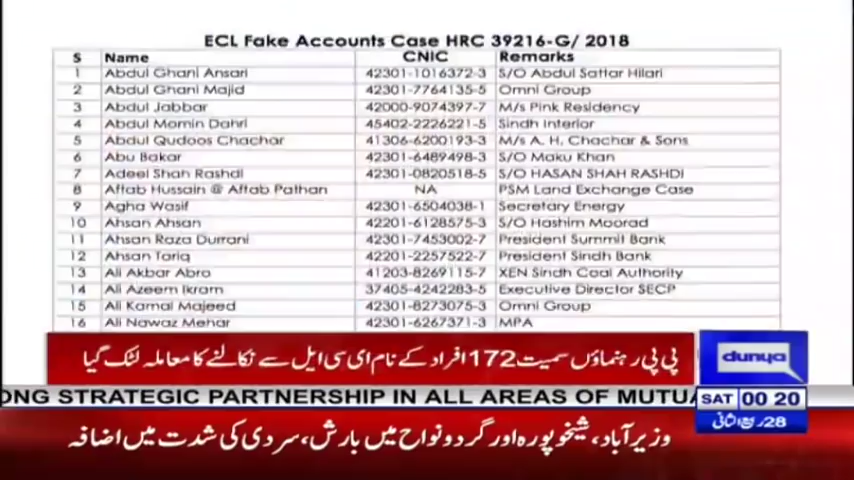 ECL Fake Accounts Case HRC 39216-G/ 2018
S Name CNIC Remarks
1 Abdul Ghani Ansari 42301-1016372-3 S/O Abdul Sattar Hilari
2 Abdul Ghani Majid 42301-7764135-5 Omni Group
3 Abdul Jabbar 42000-9074397-7 M/s Pink Residency
4 Abdul Momin Dahri 45402-2226221-5 Sindh Interior
5 Abdul Qudoos Chachar 41306-6200193-3 M/s A. H. Chachar & Sons
6 Abu Bakar 42301-6489498-3 S/O Maku Khan
7 Adeel Shah Rashdi 42301-0820518-5 S/O HASAN SHAH RASHDI
8 Aftab Hussain @ Aftab Pathan NA PSM Land Exchange Case
9 Agha Wasif 42301-6504038-1 Secretary Energy
10 Ahsan Ahsan 42201-6128575-3 S/O Hashim Moorad
11 Ahsan Raza Durrani 42301-7453002-7 President Summit Bank
12 Ahsan Tariq 42201-2257522-7 President Sindh Bank
13 Ali Akbar Abro 41203-8269115-7 XEN Sindh Coal Authority
14 Ali Azeem Ikram 37405-4242283-5 Executive Director SECP
15 Ali Kamal Majeed 42301-8273075-3 Omni Group
16 Ali Nawaz Mehar 42301-6267371-3 MPA
پی پی رہنماؤں سمیت 172 افراد کے نام ای سی ایل سے نکالنے کا معاملہ لٹک گیا
dunya
ONG STRATEGIC PARTNERSHIP IN ALL AREAS OF MUTUA
SAT 00 20
28 ربیع الثانی
وزیر آباد، شیخوپورہ اور گردونواح میں بارش، سردی کی شدت میں اضافہ